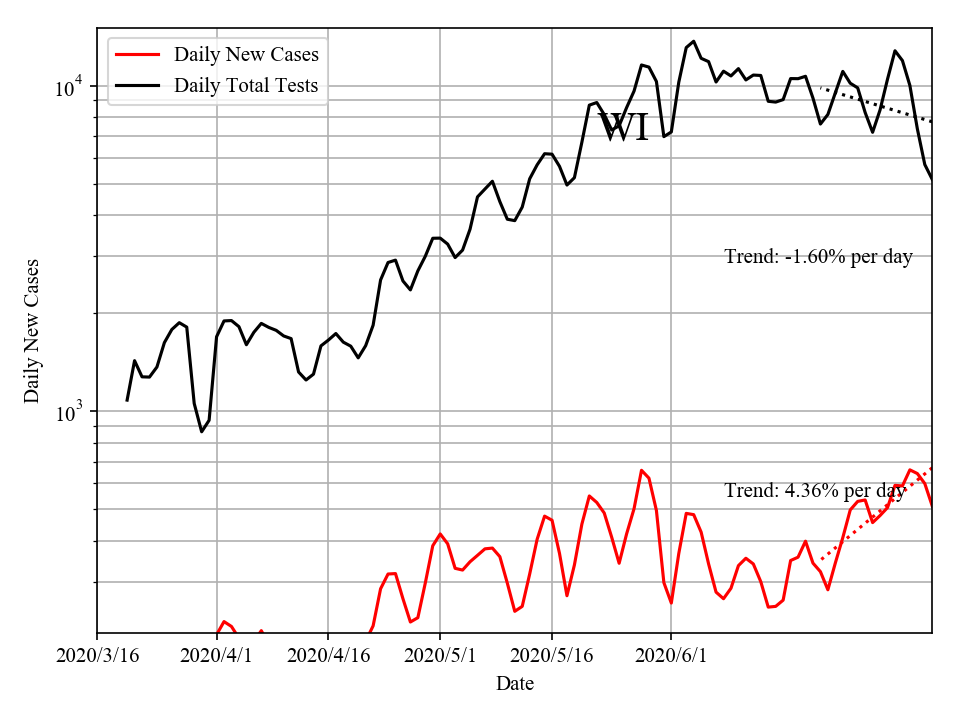 Daily New Cases
Daily Total Tests
10^4
WI
Trend: -1.60% per day
Daily New Cases
10^3
Trend: 4.36% per day
2020/3/16 2020/4/1 2020/4/16 2020/5/1 2020/5/16 2020/6/1
Date